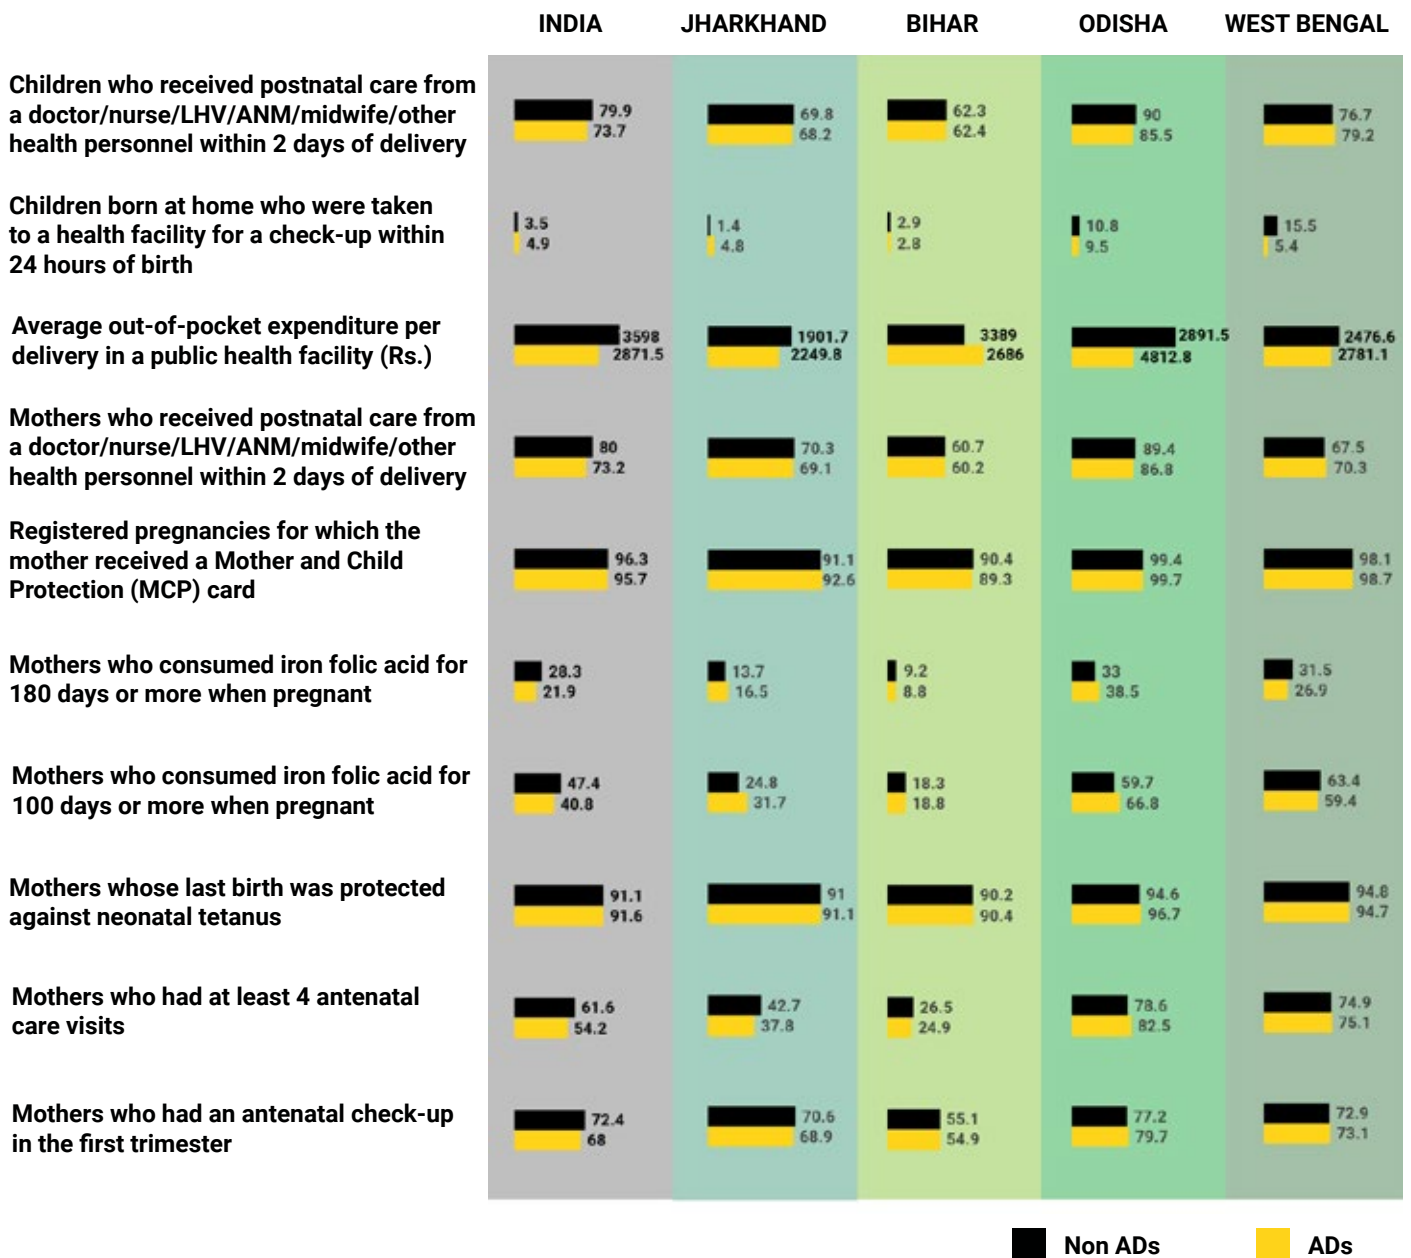 INDIA JHARKHAND BIHAR ODISHA WEST BENGAL
Children who received postnatal care from
a doctor/nurse/LHV/ANM/midwife/other
health personnel within 2 days of delivery
79.9 69.8 62.3 90 76.7
73.7 68.2 62.4 85.5 79.2
Children born at home who were taken
to a health facility for a check-up within
24 hours of birth
3.5 1.4 2.9 10.8 15.5
4.9 4.8 2.8 9.5 5.4
Average out-of-pocket expenditure per
delivery in a public health facility (Rs.)
3598 1901.7 3389 2891.5 2476.6
2871.5 2249.8 2686 4812.8 2781.1
Mothers who received postnatal care from
a doctor/nurse/LHV/ANM/midwife/other
health personnel within 2 days of delivery
80 70.3 60.7 89.4 67.5
73.2 69.1 60.2 86.8 70.3
Registered pregnancies for which the
mother received a Mother and Child
Protection (MCP) card
96.3 91.1 90.4 99.4 98.1
95.7 92.6 89.3 99.7 98.7
Mothers who consumed iron folic acid for
180 days or more when pregnant
28.3 13.7 9.2 33 31.5
21.9 16.5 8.8 38.5 26.9
Mothers who consumed iron folic acid for
100 days or more when pregnant
47.4 24.8 18.3 59.7 63.4
40.8 31.7 18.8 66.8 59.4
Mothers whose last birth was protected
against neonatal tetanus
91.1 91 90.2 94.6 94.8
91.6 91.1 90.4 96.7 94.7
Mothers who had at least 4 antenatal
care visits
61.6 42.7 26.5 78.6 74.9
54.2 37.8 24.9 82.5 75.1
Mothers who had an antenatal check-up
in the first trimester
72.4 70.6 55.1 77.2 72.9
68 68.9 54.9 79.7 73.1
Non ADs ADs